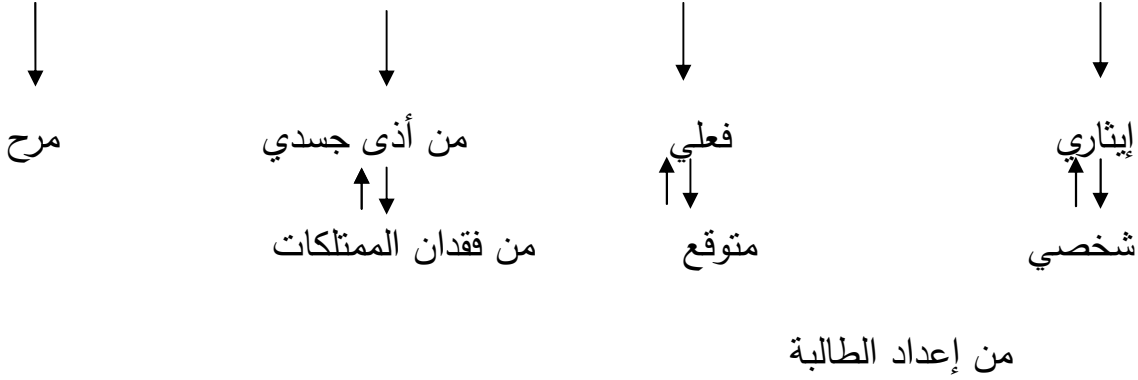 إيثاري فعلي من أذى جسدي مرح
شخصي متوقع من فقدان الممتلكات
من إعداد الطالبة